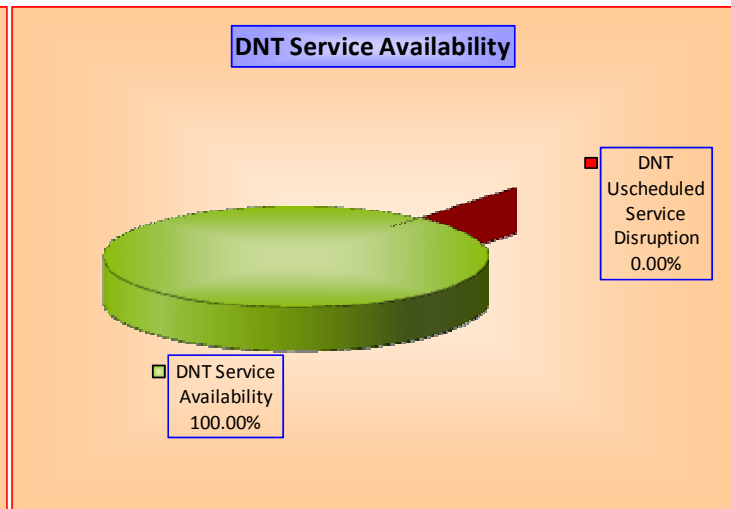 DNT Service Availability
DNT
Uscheduled
Service
Disruption
0.00%
DNT Service
Availability
100.00%